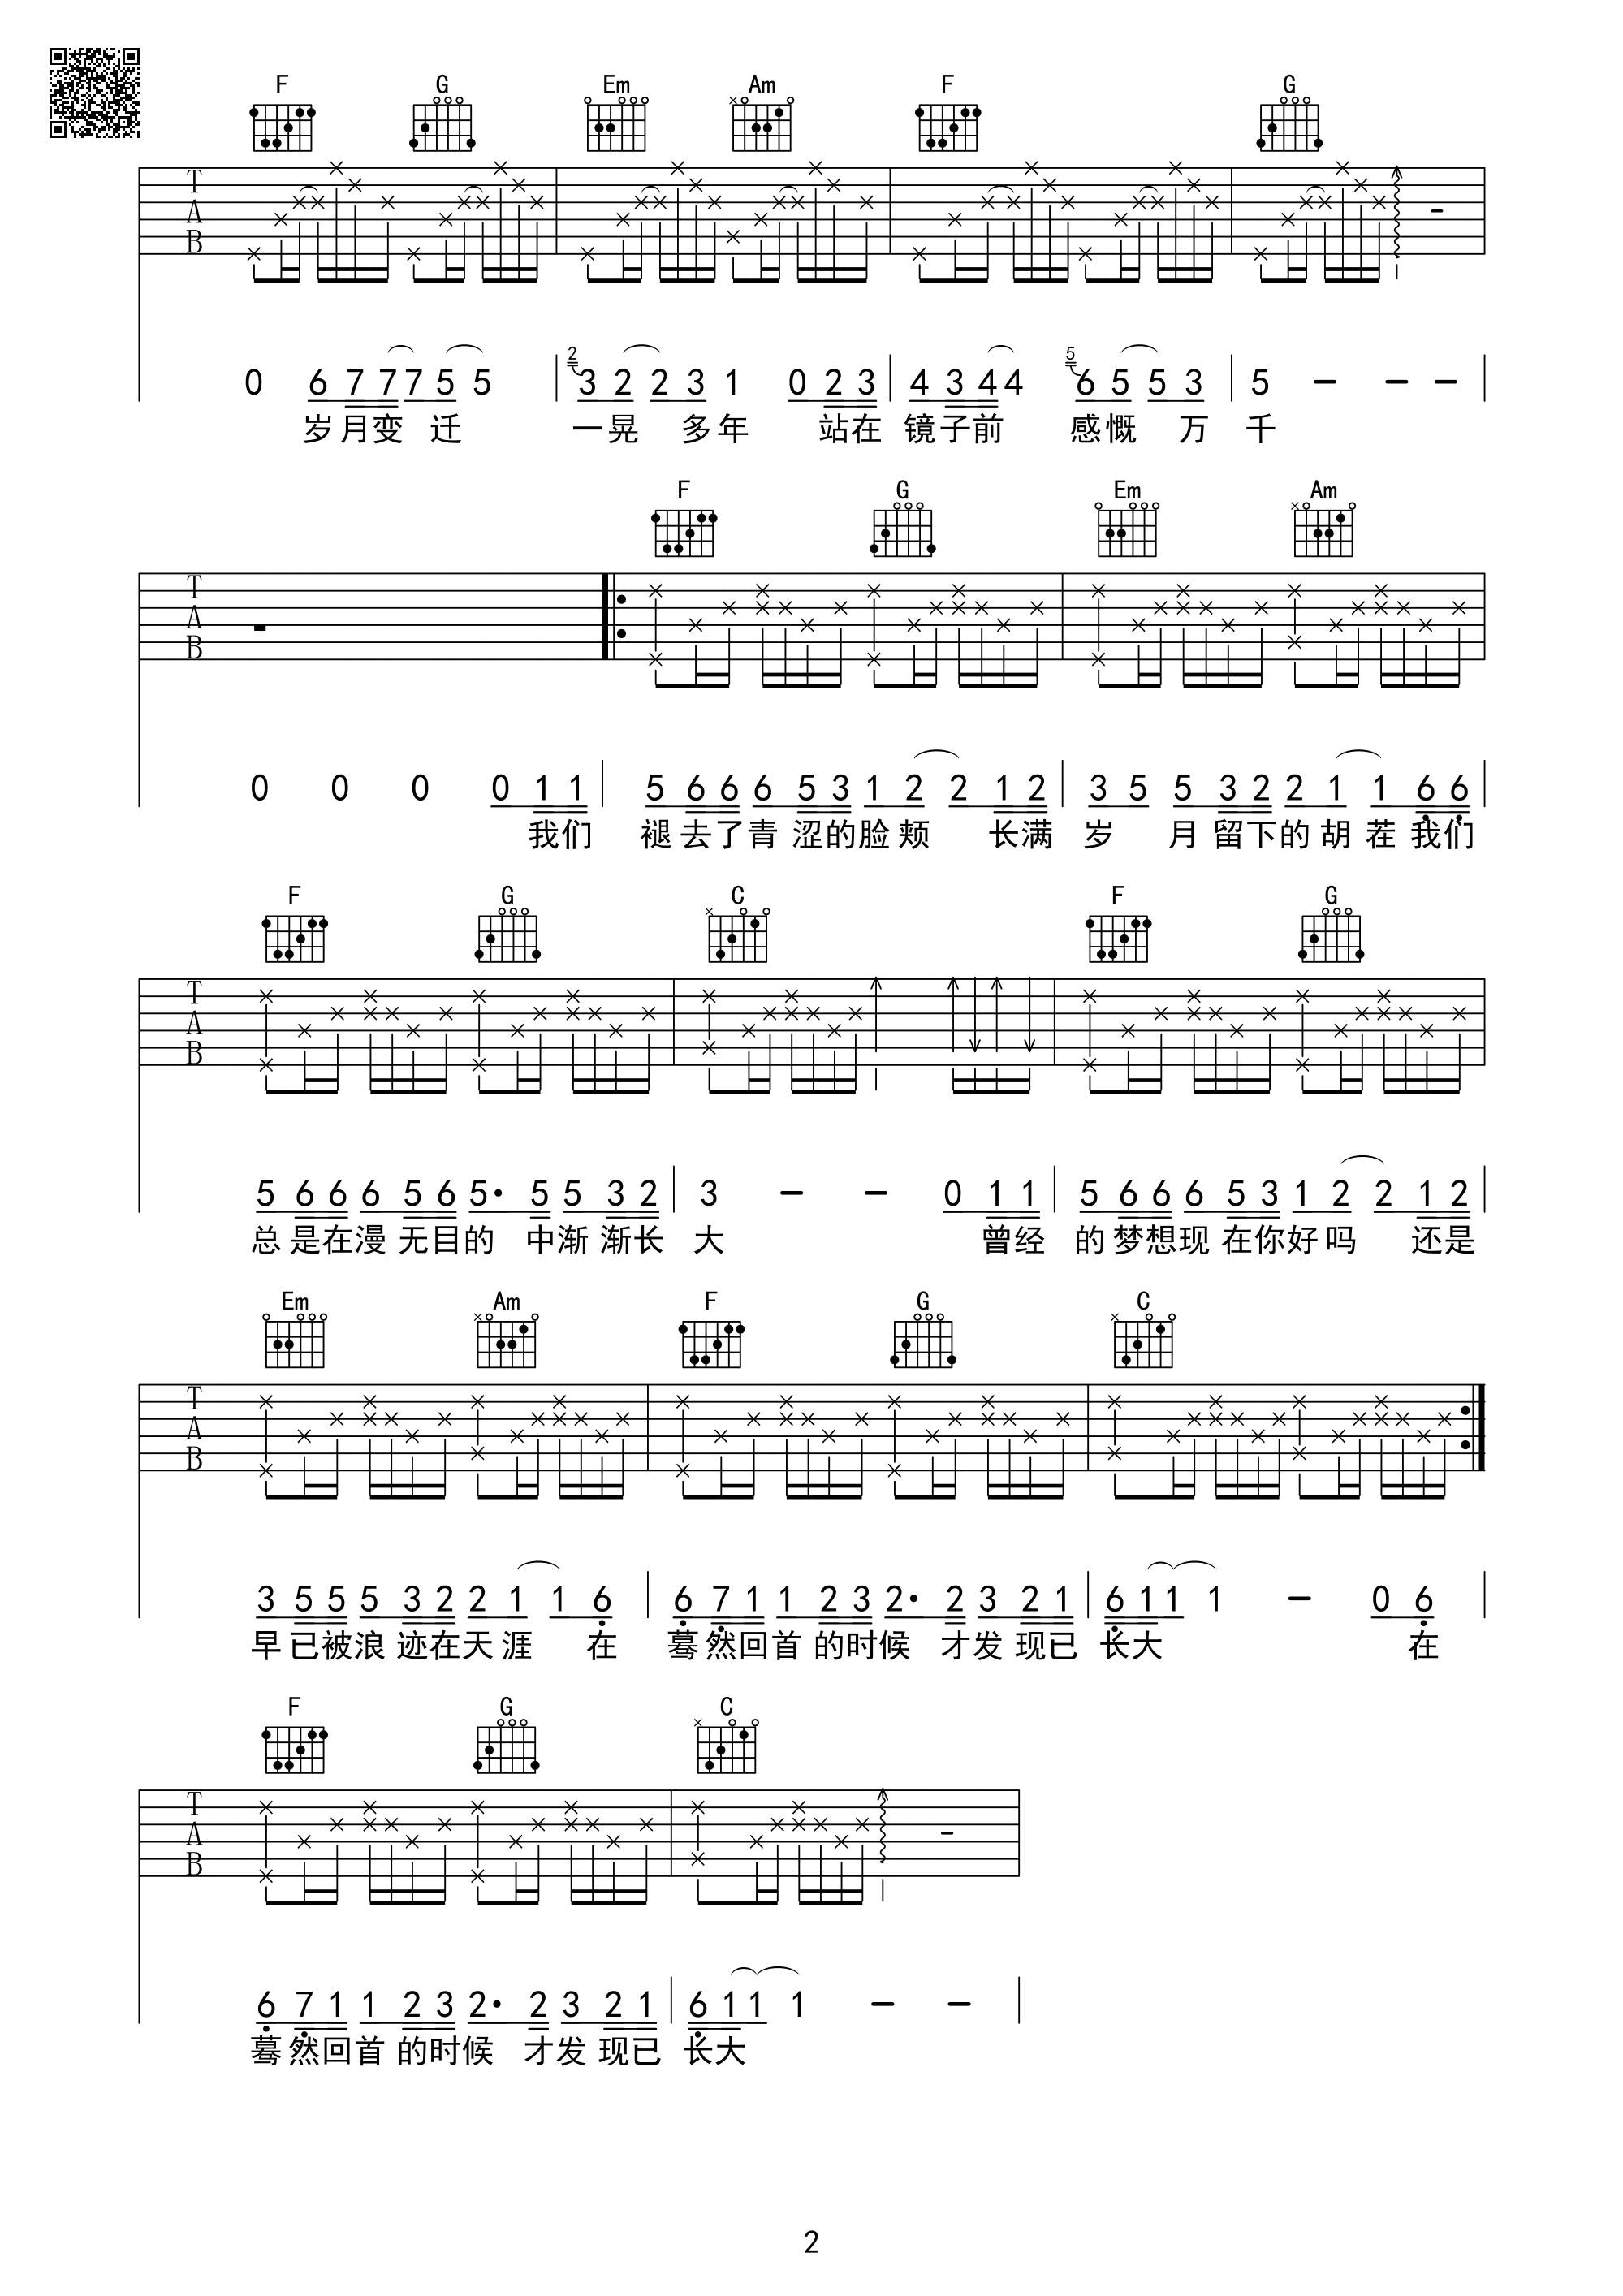 F G Em Am F G
T
A
B
0 6 7 7 7 5 5 | 2 3 2 2 3 1 0 2 3 | 4 3 4 4 5 6 5 5 3 | 5 - - - |
岁月变 迁 一晃 多年 站在 镜子前 感慨 万 千
F G Em Am
T
A
B
0 0 0 0 1 1 | 5 6 6 6 5 3 1 2 2 1 2 | 3 5 5 3 2 2 1 1 6 6 |
我们 褪去了青 涩的脸颊 长满 岁 月留下的胡茬我们
F G C F G
T
A
B
5 6 6 6 5 6 5· 5 5 3 2 | 3 - - 0 1 1 | 5 6 6 6 5 3 1 2 2 1 2 |
总是在漫 无目的 中渐渐长 大 曾经 的梦想现在你好吗 还是
Em Am F G C
T
A
B
3 5 5 5 3 2 2 1 1 6 | 6 7 1 1 2 3 2· 2 3 2 1 | 6 1 1 1 - 0 6 |
早已被浪 迹在天涯 在 蓦然回首的时候 才发现已 长大 在
F G C
T
A
B
6 7 1 1 2 3 2· 2 3 2 1 | 6 1 1 1 - - |
蓦然回首的时候 才发现已 长大
2